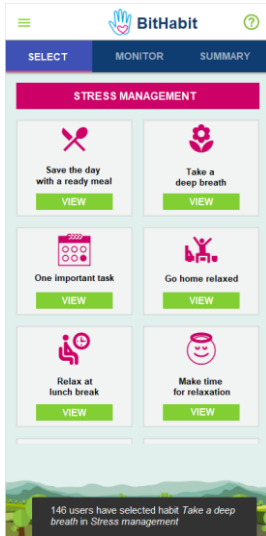 BitHabit
?
SELECT MONITOR SUMMARY
STRESS MANAGEMENT
Save the day
with a ready meal
VIEW
Take a
deep breath
VIEW
One important task
VIEW
Go home relaxed
VIEW
Relax at
lunch break
VIEW
Make time
for relaxation
VIEW
146 users have selected habit Take a deep
breath in Stress management